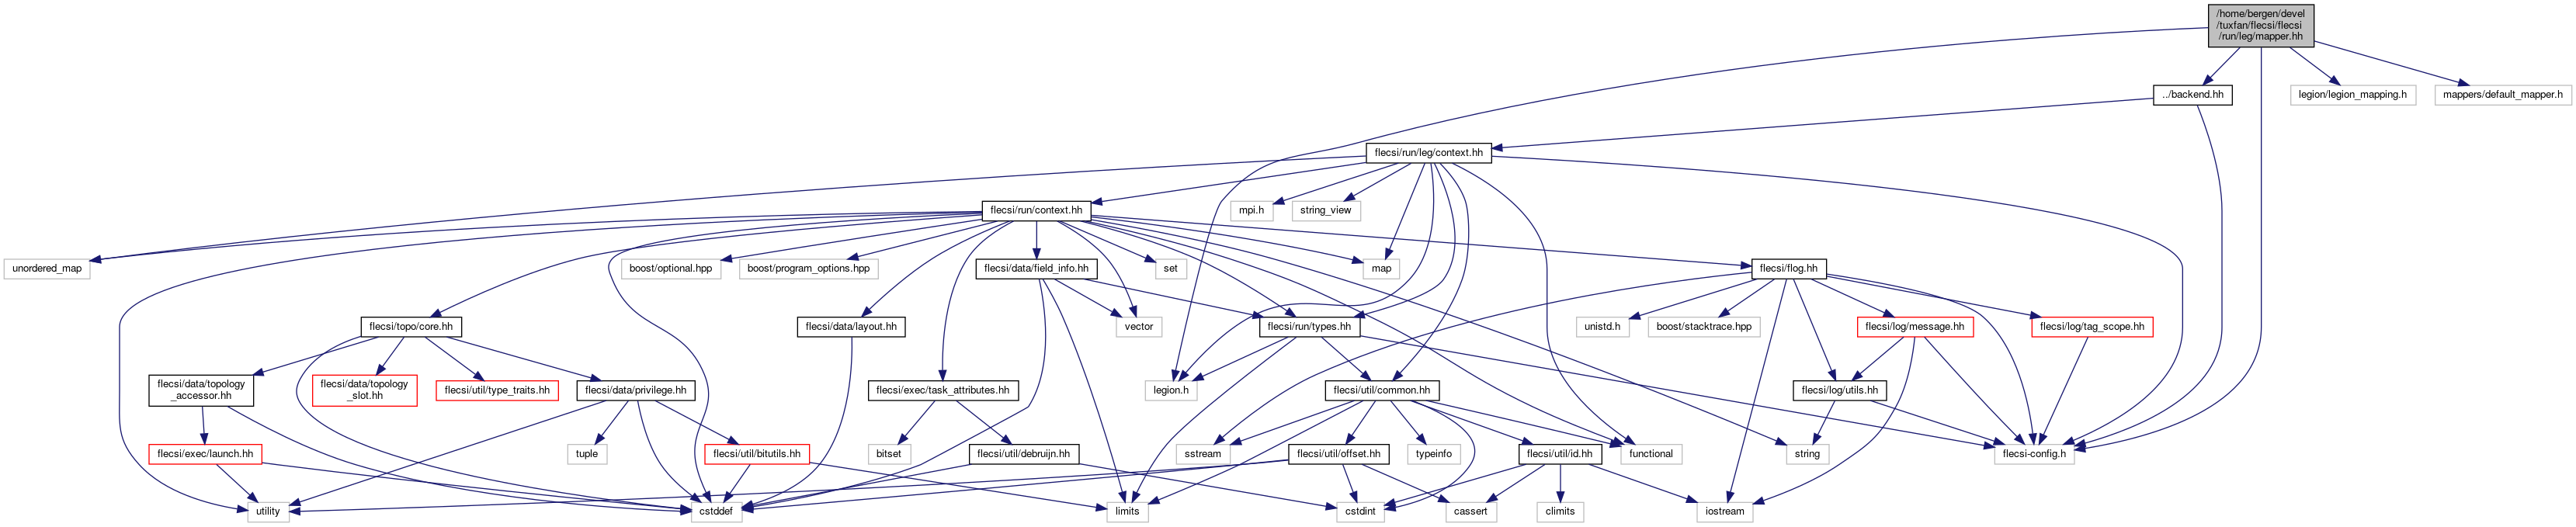 /home/bergen/devel
/tuxfan/flecsi/flecsi
/run/leg/mapper.hh
../backend.hh
legion/legion_mapping.h
mappers/default_mapper.h
flecsi/run/leg/context.hh
flecsi/run/context.hh
mpi.h
string_view
unordered_map
boost/optional.hpp
boost/program_options.hpp
flecsi/data/field_info.hh
set
map
flecsi/flog.hh
flecsi/topo/core.hh
flecsi/data/layout.hh
vector
flecsi/run/types.hh
unistd.h
boost/stacktrace.hpp
flecsi/log/message.hh
flecsi/log/tag_scope.hh
flecsi/data/topology
_accessor.hh
flecsi/data/topology
_slot.hh
flecsi/util/type_traits.hh
flecsi/data/privilege.hh
flecsi/exec/task_attributes.hh
legion.h
flecsi/util/common.hh
flecsi/log/utils.hh
flecsi/exec/launch.hh
tuple
flecsi/util/bitutils.hh
bitset
flecsi/util/debruijn.hh
sstream
flecsi/util/offset.hh
typeinfo
flecsi/util/id.hh
functional
string
flecsi-config.h
utility
cstddef
limits
cstdint
cassert
climits
iostream